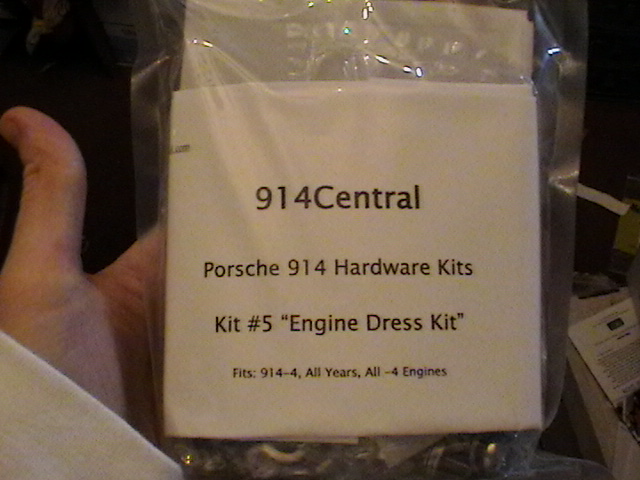 914Central
Porsche 914 Hardware Kits
Kit #5 “Engine Dress Kit”
Fits: 914-4, All Years, All -4 Engines